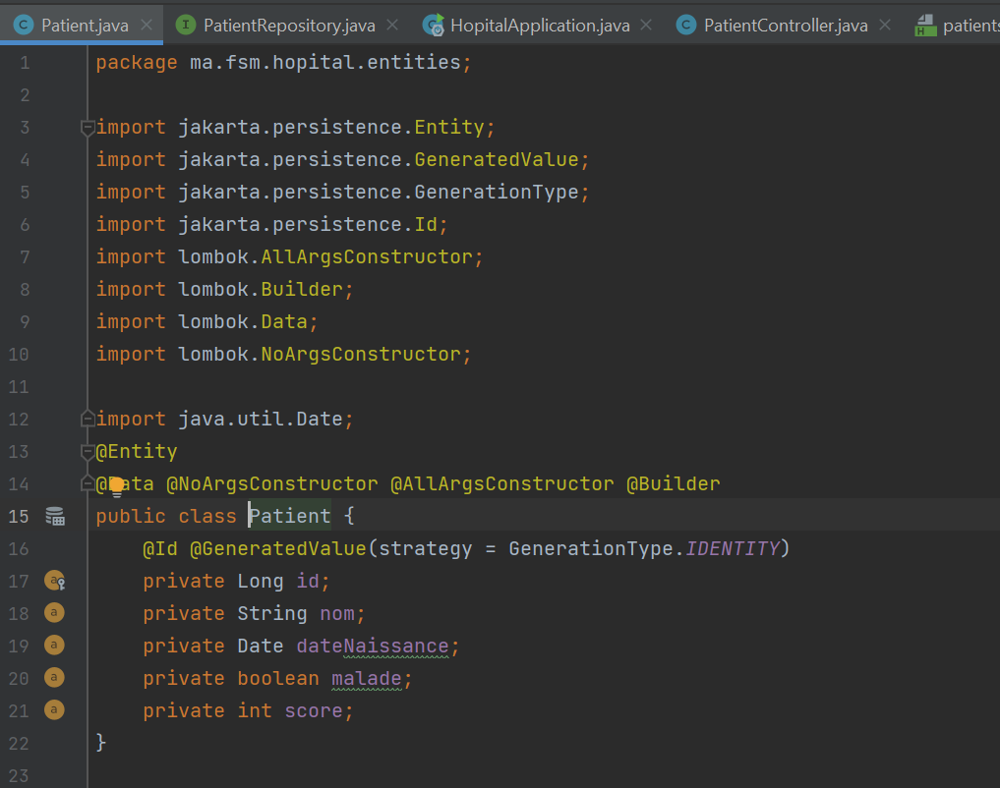 Patient.java PatientRepository.java HopitalApplication.java PatientController.java patients
1 package ma.fsm.hopital.entities;
2
3 import jakarta.persistence.Entity;
4 import jakarta.persistence.GeneratedValue;
5 import jakarta.persistence.GenerationType;
6 import jakarta.persistence.Id;
7 import lombok.AllArgsConstructor;
8 import lombok.Builder;
9 import lombok.Data;
10 import lombok.NoArgsConstructor;
11
12 import java.util.Date;
13 @Entity
14 @Data @NoArgsConstructor @AllArgsConstructor @Builder
15 public class Patient {
16 @Id @GeneratedValue(strategy = GenerationType.IDENTITY)
17 private Long id;
18 private String nom;
19 private Date dateNaissance;
20 private boolean malade;
21 private int score;
22 }
23